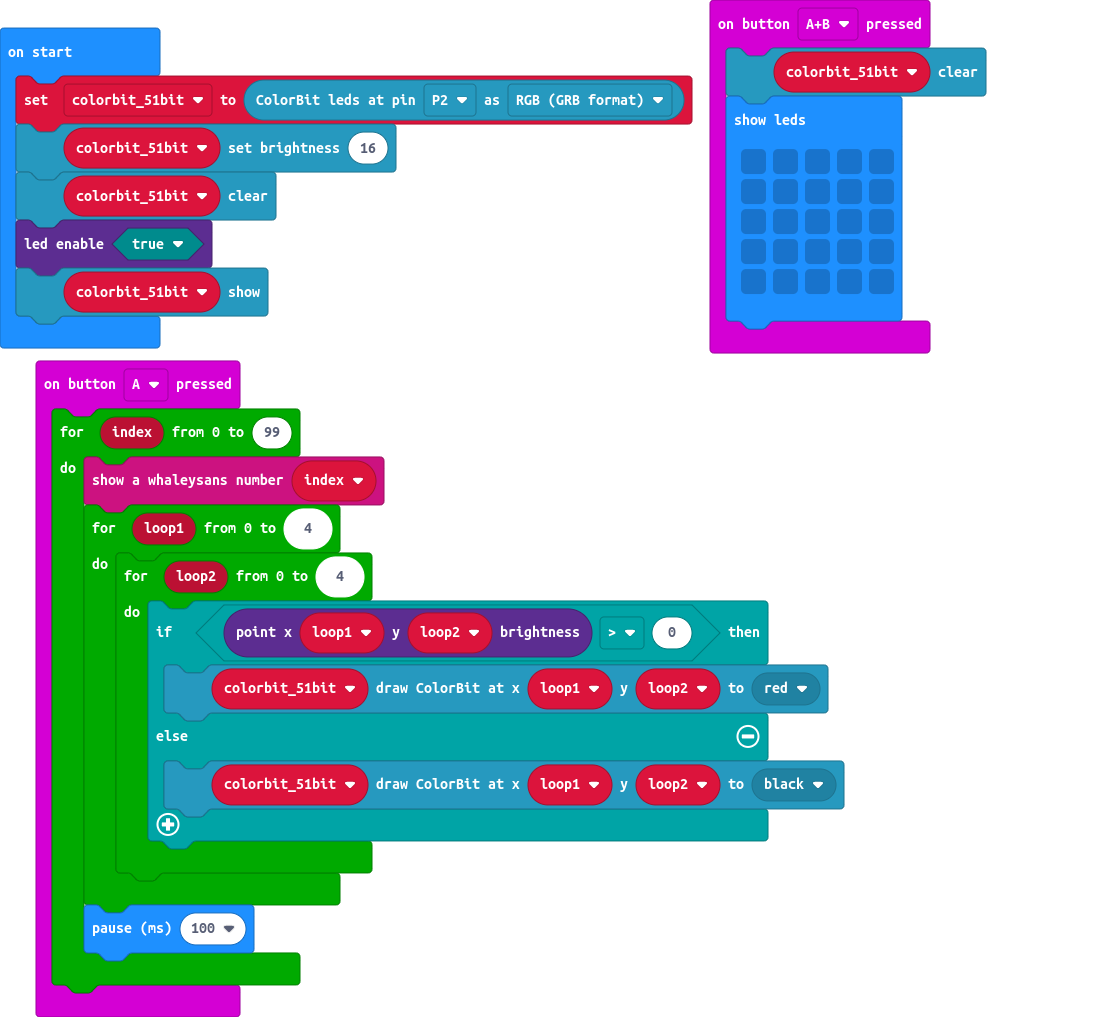 on start
set colorbit_51bit to ColorBit leds at pin P2 as RGB (GRB format)
colorbit_51bit set brightness 16
colorbit_51bit clear
led enable true
colorbit_51bit show
on button A+B pressed
colorbit_51bit clear
show leds
on button A pressed
for index from 0 to 99
do
show a whaleysans number index
for loop1 from 0 to 4
do
for loop2 from 0 to 4
do
if point x loop1 y loop2 brightness > 0 then
colorbit_51bit draw ColorBit at x loop1 y loop2 to red
else
colorbit_51bit draw ColorBit at x loop1 y loop2 to black
pause (ms) 100